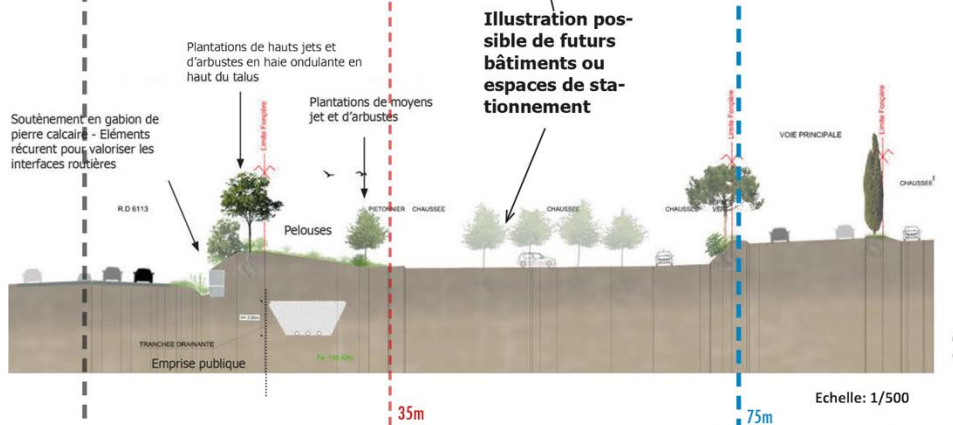 Illustration pos-
sible de futurs
bâtiments ou
espaces de sta-
tionnement
Plantations de hauts jets et
d'arbustes en haie ondulante en
haut du talus
Plantations de moyens
jet et d'arbustes
Soutènement en gabion de
pierre calcaire - Eléments
récurent pour valoriser les
interfaces routières
Limite Foncière
Limite Foncière
Limite Foncière
VOIE PRINCIPALE
CHAUSSEE
R.D 6113
PIETONNIER
CHAUSSEE
CHAUSSEE
CHAUSSEE
VERT
Pelouses
TRANCHEE DRAINANTE
Emprise publique
Echelle: 1/500
35m
75m